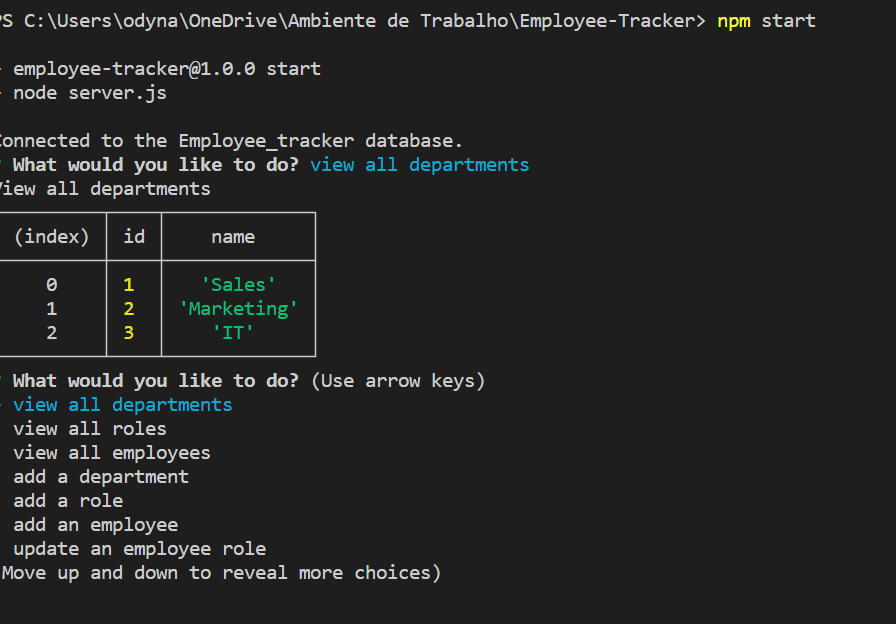 PS C:\Users\odyna\OneDrive\Ambiente de Trabalho\Employee-Tracker> npm start
> employee-tracker@1.0.0 start
> node server.js
Connected to the Employee_tracker database.
? What would you like to do? view all departments
View all departments
(index) id name
0 1 'Sales'
1 2 'Marketing'
2 3 'IT'
? What would you like to do? (Use arrow keys)
view all departments
view all roles
view all employees
add a department
add a role
add an employee
update an employee role
(Move up and down to reveal more choices)